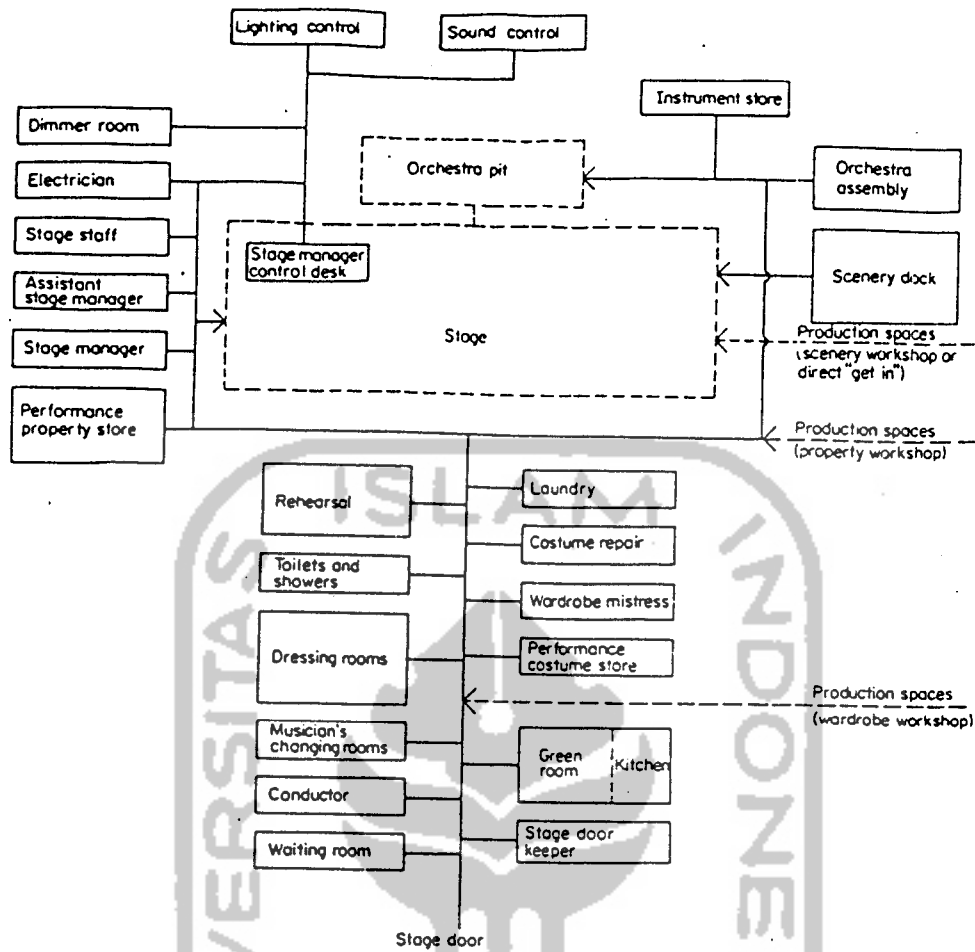 Lighting control
Sound control
Instrument store
Dimmer room
Orchestra pit
Orchestra
assembly
Electrician
Stage staff
Stage manager
control desk
Scenery dock
Assistant
stage manager
Stage
Production spaces
(scenery workshop or
direct "get in")
Stage manager
Performance
property store
Production spaces
(property workshop)
Rehearsal
Laundry
Costume repair
Toilets and
showers
Wardrobe mistress
Dressing rooms
Performance
costume store
Production spaces
(wardrobe workshop)
Musician's
changing rooms
Green
room
Kitchen
Conductor
Waiting room
Stage door
keeper
Stage door
ISLAM
INDONE
VERSITAS